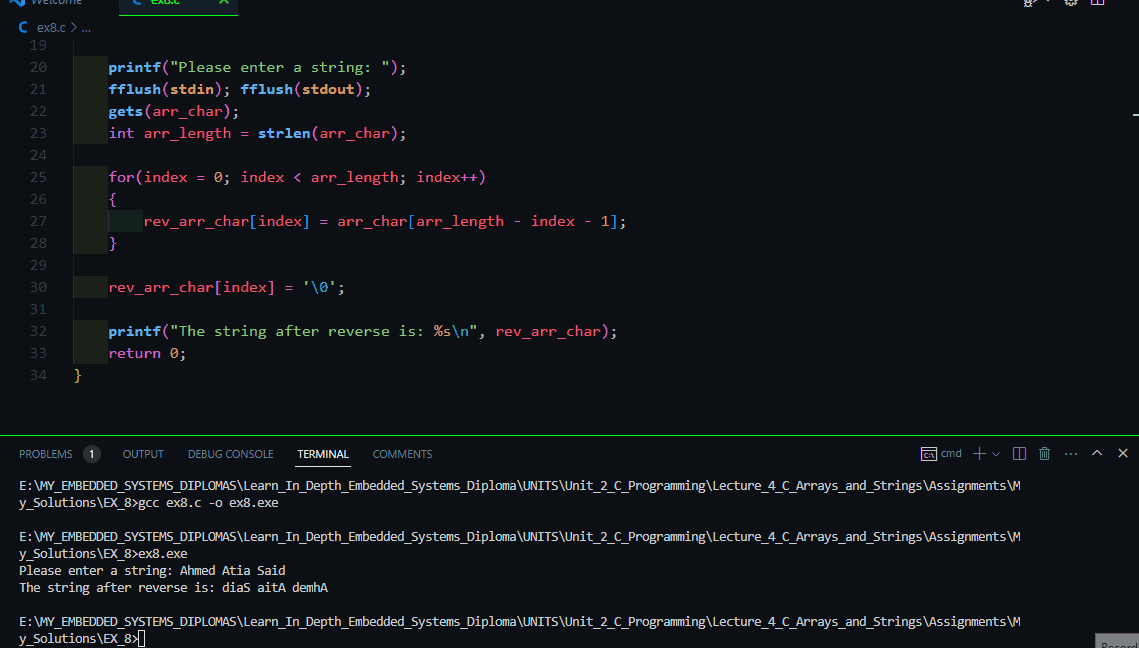 Welcome
ex8.c
ex8.c > ...
19
20 printf("Please enter a string: ");
21 fflush(stdin); fflush(stdout);
22 gets(arr_char);
23 int arr_length = strlen(arr_char);
24
25 for(index = 0; index < arr_length; index++)
26 {
27 rev_arr_char[index] = arr_char[arr_length - index - 1];
28 }
29
30 rev_arr_char[index] = '\0';
31
32 printf("The string after reverse is: %s\n", rev_arr_char);
33 return 0;
34 }
PROBLEMS 1 OUTPUT DEBUG CONSOLE TERMINAL COMMENTS cmd
E:\MY_EMBEDDED_SYSTEMS_DIPLOMAS\Learn_In_Depth_Embedded_Systems_Diploma\UNITS\Unit_2_C_Programming\Lecture_4_C_Arrays_and_Strings\Assignments\M
y_Solutions\EX_8>gcc ex8.c -o ex8.exe
E:\MY_EMBEDDED_SYSTEMS_DIPLOMAS\Learn_In_Depth_Embedded_Systems_Diploma\UNITS\Unit_2_C_Programming\Lecture_4_C_Arrays_and_Strings\Assignments\M
y_Solutions\EX_8>ex8.exe
Please enter a string: Ahmed Atia Said
The string after reverse is: diaS aitA demhA
E:\MY_EMBEDDED_SYSTEMS_DIPLOMAS\Learn_In_Depth_Embedded_Systems_Diploma\UNITS\Unit_2_C_Programming\Lecture_4_C_Arrays_and_Strings\Assignments\M
y_Solutions\EX_8>